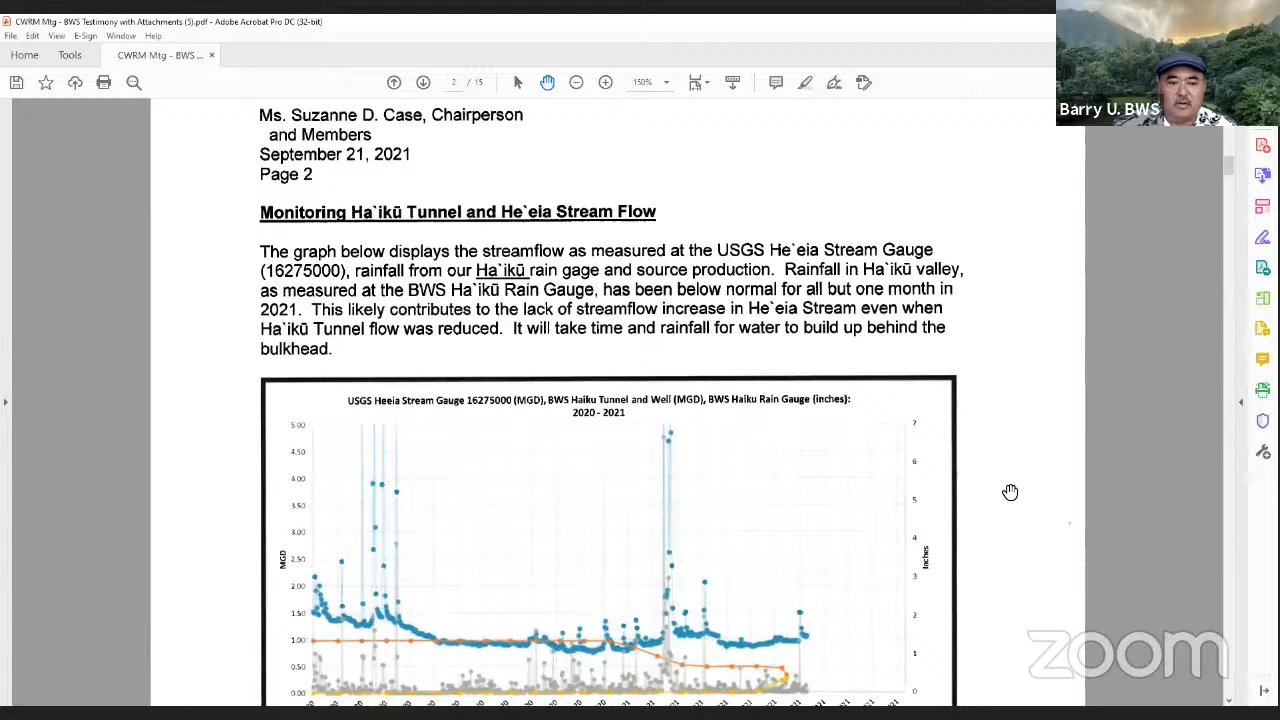 CWRM Mtg - BWS Testimony with Attachments (5).pdf - Adobe Acrobat Pro DC (32-bit)
File Edit View E-Sign Window Help
Home Tools CWRM Mtg - BWS ... ×
2 / 15 150%
Barry U. BWS
Ms. Suzanne D. Case, Chairperson
and Members
September 21, 2021
Page 2
Monitoring Ha`ikū Tunnel and He`eia Stream Flow
The graph below displays the streamflow as measured at the USGS He`eia Stream Gauge
(16275000), rainfall from our Ha`ikū rain gage and source production. Rainfall in Ha`ikū valley,
as measured at the BWS Ha`ikū Rain Gauge, has been below normal for all but one month in
2021. This likely contributes to the lack of streamflow increase in He`eia Stream even when
Ha`ikū Tunnel flow was reduced. It will take time and rainfall for water to build up behind the
bulkhead.
USGS Heeia Stream Gauge 16275000 (MGD), BWS Haiku Tunnel and Well (MGD), BWS Haiku Rain Gauge (inches):
2020 - 2021
5.00 7
4.50
4.00 6
3.50 5
3.00 4
MGD
Inches
2.50 3
2.00
1.50 2
1.00 1
0.50
0.00 0
zoom